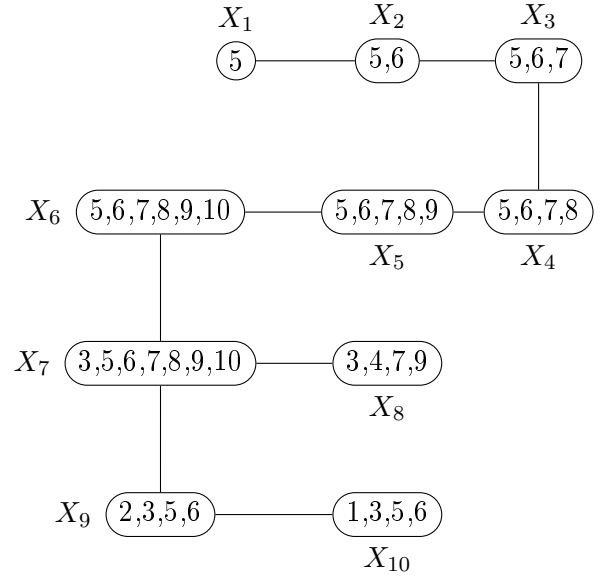 X₁ X₂ X₃
5 5,6 5,6,7
X₆ 5,6,7,8,9,10 5,6,7,8,9 5,6,7,8
X₅ X₄
X₇ 3,5,6,7,8,9,10 3,4,7,9
X₈
X₉ 2,3,5,6 1,3,5,6
X₁₀